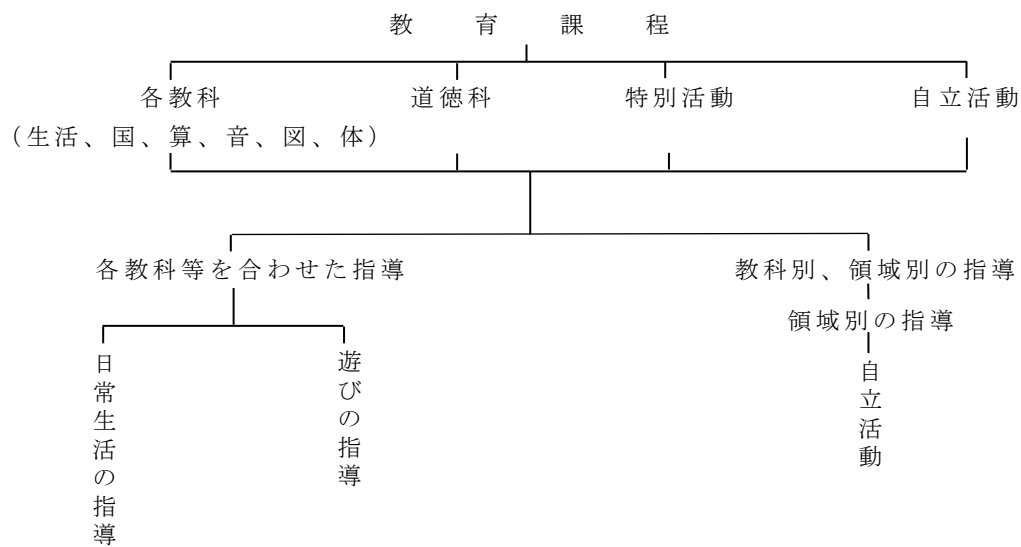 教育課程
各教科 道徳科 特別活動 自立活動
（生活、国、算、音、図、体）
各教科等を合わせた指導 教科別、領域別の指導
領域別の指導
日常生活の指導
遊びの指導
自立活動